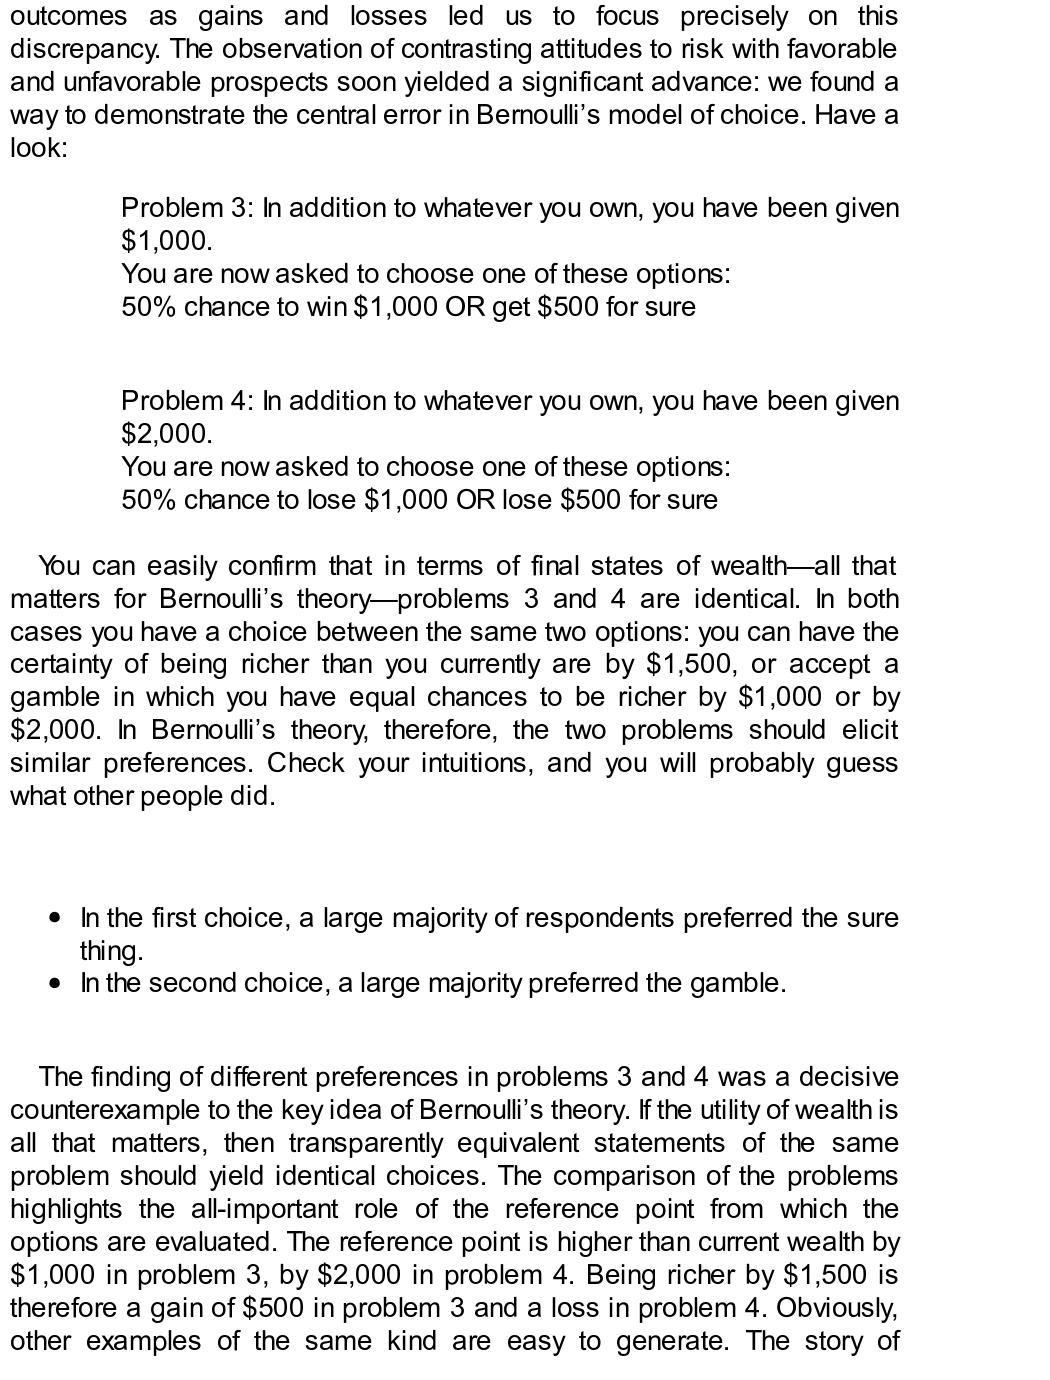 outcomes as gains and losses led us to focus precisely on this
discrepancy. The observation of contrasting attitudes to risk with favorable
and unfavorable prospects soon yielded a significant advance: we found a
way to demonstrate the central error in Bernoulli’s model of choice. Have a
look:
Problem 3: In addition to whatever you own, you have been given
$1,000.
You are now asked to choose one of these options:
50% chance to win $1,000 OR get $500 for sure
Problem 4: In addition to whatever you own, you have been given
$2,000.
You are now asked to choose one of these options:
50% chance to lose $1,000 OR lose $500 for sure
You can easily confirm that in terms of final states of wealth—all that
matters for Bernoulli’s theory—problems 3 and 4 are identical. In both
cases you have a choice between the same two options: you can have the
certainty of being richer than you currently are by $1,500, or accept a
gamble in which you have equal chances to be richer by $1,000 or by
$2,000. In Bernoulli’s theory, therefore, the two problems should elicit
similar preferences. Check your intuitions, and you will probably guess
what other people did.
• In the first choice, a large majority of respondents preferred the sure
thing.
• In the second choice, a large majority preferred the gamble.
The finding of different preferences in problems 3 and 4 was a decisive
counterexample to the key idea of Bernoulli’s theory. If the utility of wealth is
all that matters, then transparently equivalent statements of the same
problem should yield identical choices. The comparison of the problems
highlights the all-important role of the reference point from which the
options are evaluated. The reference point is higher than current wealth by
$1,000 in problem 3, by $2,000 in problem 4. Being richer by $1,500 is
therefore a gain of $500 in problem 3 and a loss in problem 4. Obviously,
other examples of the same kind are easy to generate. The story of